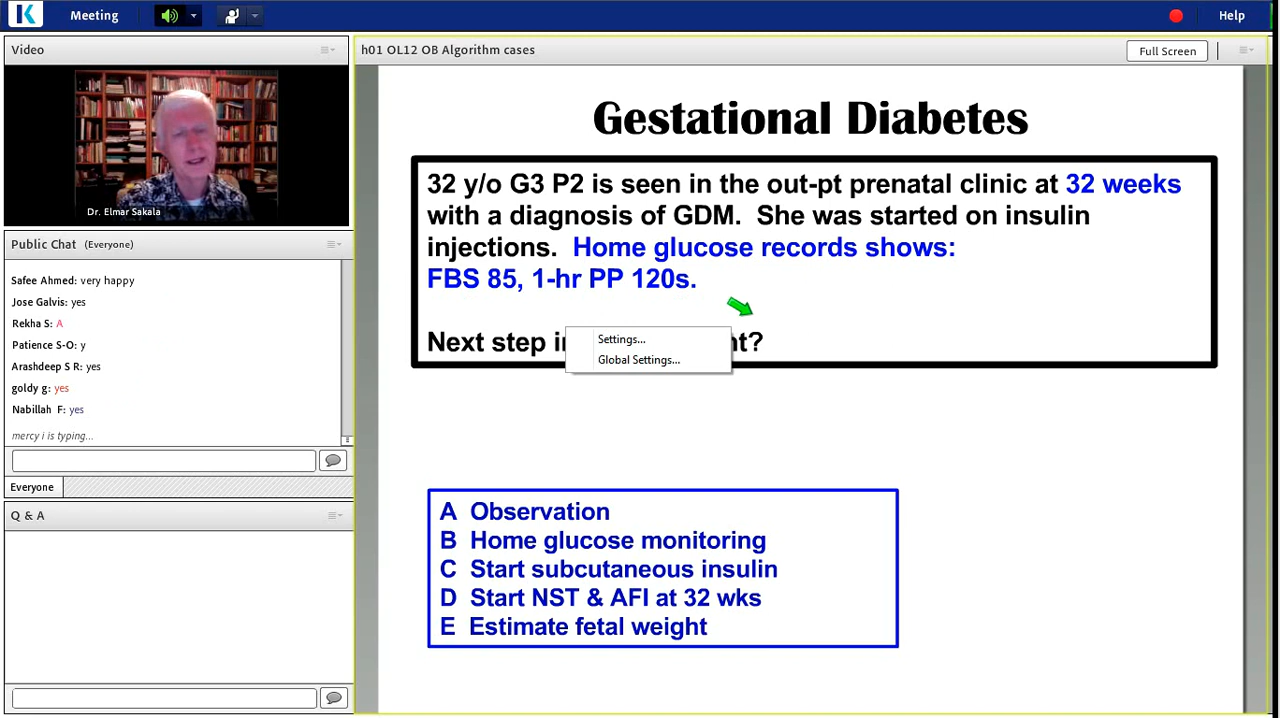 K Meeting Help
Video
Dr. Elmar Sakala
Public Chat (Everyone)
Safee Ahmed: very happy
Jose Galvis: yes
Rekha S: A
Patience S-O: y
Arashdeep S R: yes
goldy g: yes
Nabillah F: yes
mercy i is typing...
Everyone
Q & A
h01 OL12 OB Algorithm cases
Full Screen
Gestational Diabetes
32 y/o G3 P2 is seen in the out-pt prenatal clinic at 32 weeks
with a diagnosis of GDM. She was started on insulin
injections. Home glucose records shows:
FBS 85, 1-hr PP 120s.
Settings...
Next step
Global Settings...
A Observation
B Home glucose monitoring
C Start subcutaneous insulin
D Start NST & AFI at 32 wks
E Estimate fetal weight